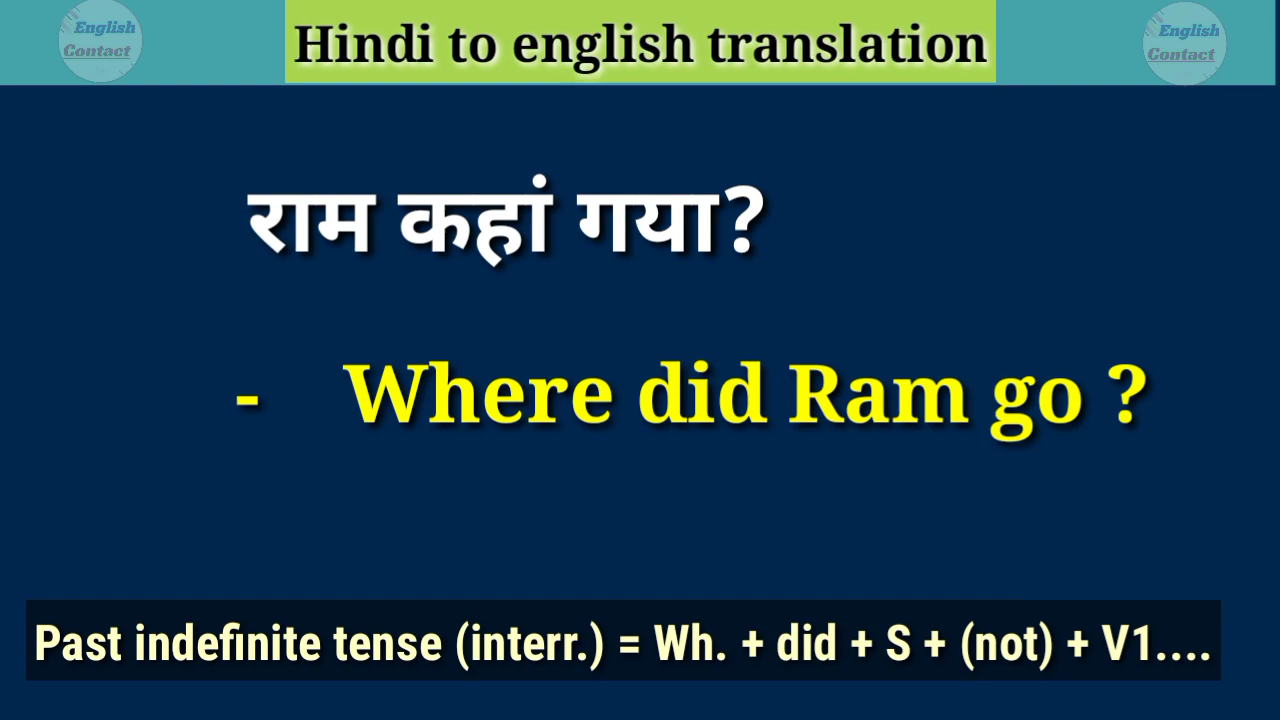 English
Contact
Hindi to english translation
English
Contact
राम कहां गया?
- Where did Ram go ?
Past indefinite tense (interr.) = Wh. + did + S + (not) + V1....